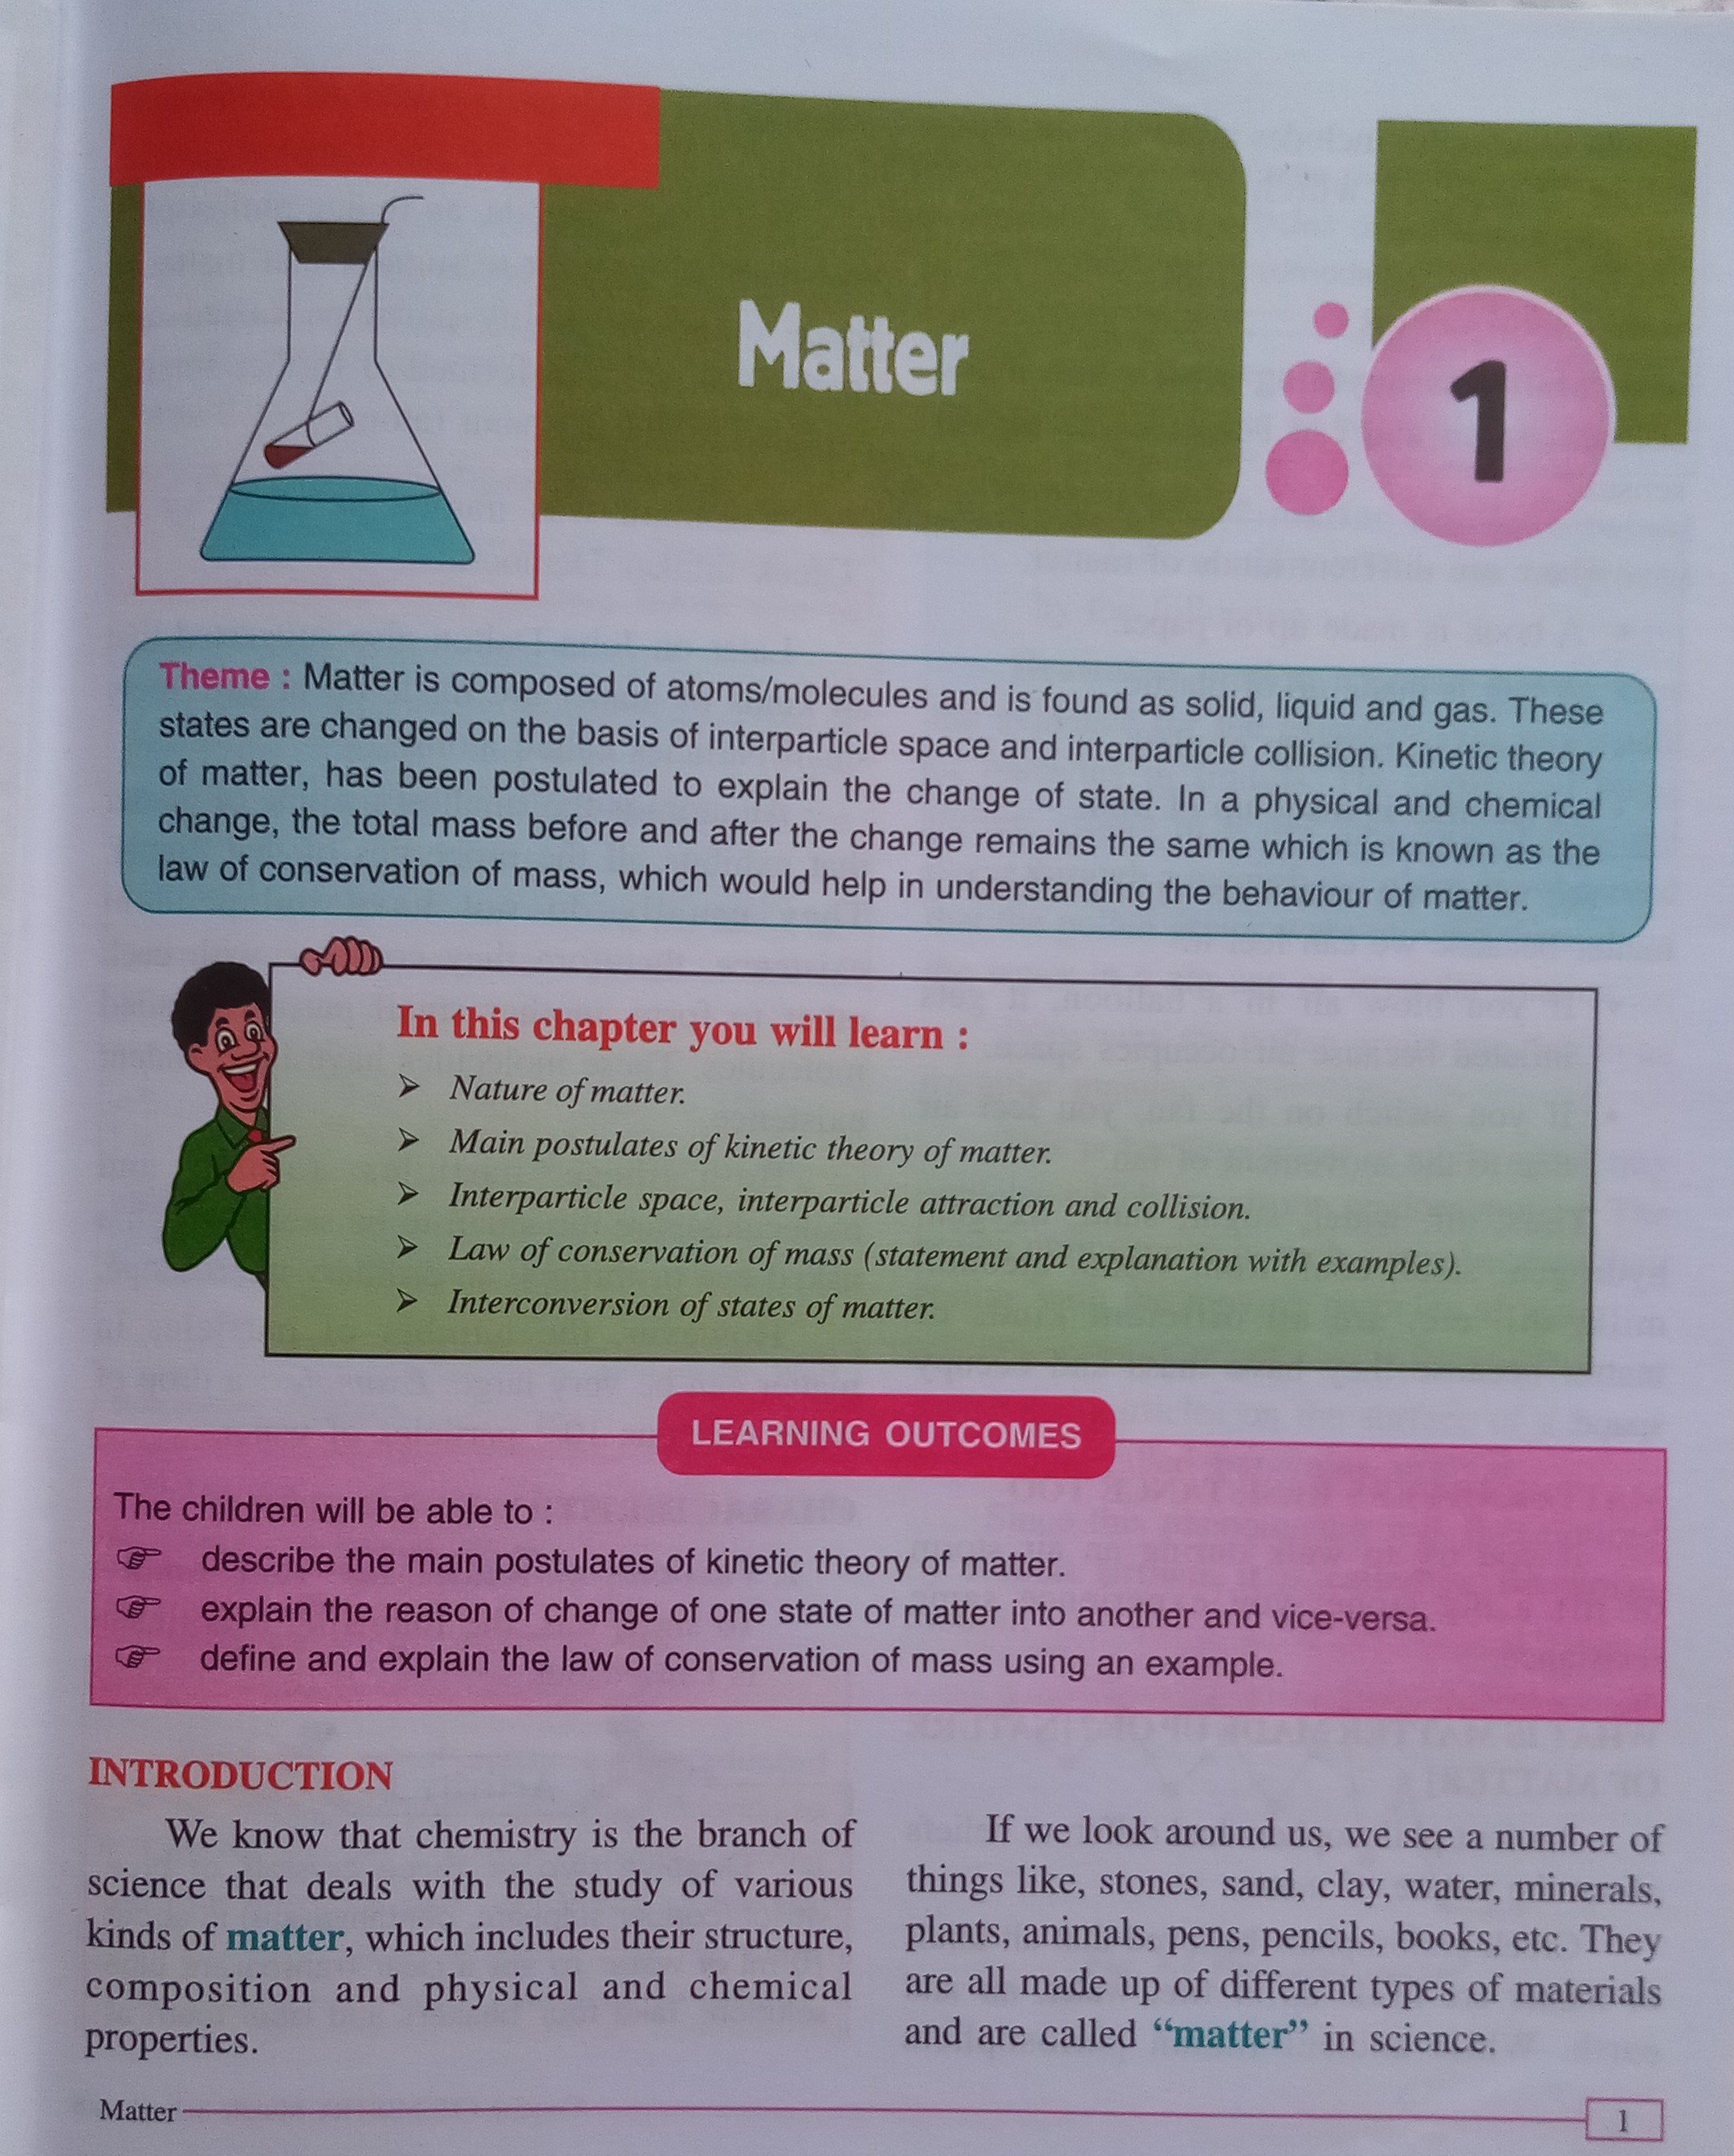 Matter
1
Theme : Matter is composed of atoms/molecules and is found as solid, liquid and gas. These
states are changed on the basis of interparticle space and interparticle collision. Kinetic theory
of matter, has been postulated to explain the change of state. In a physical and chemical
change, the total mass before and after the change remains the same which is known as the
law of conservation of mass, which would help in understanding the behaviour of matter.
In this chapter you will learn :
➢ Nature of matter.
➢ Main postulates of kinetic theory of matter.
➢ Interparticle space, interparticle attraction and collision.
➢ Law of conservation of mass (statement and explanation with examples).
➢ Interconversion of states of matter.
LEARNING OUTCOMES
The children will be able to :
☞ describe the main postulates of kinetic theory of matter.
☞ explain the reason of change of one state of matter into another and vice-versa.
☞ define and explain the law of conservation of mass using an example.
INTRODUCTION
We know that chemistry is the branch of
science that deals with the study of various
kinds of matter, which includes their structure,
composition and physical and chemical
properties.
If we look around us, we see a number of
things like, stones, sand, clay, water, minerals,
plants, animals, pens, pencils, books, etc. They
are all made up of different types of materials
and are called “matter” in science.
Matter
1